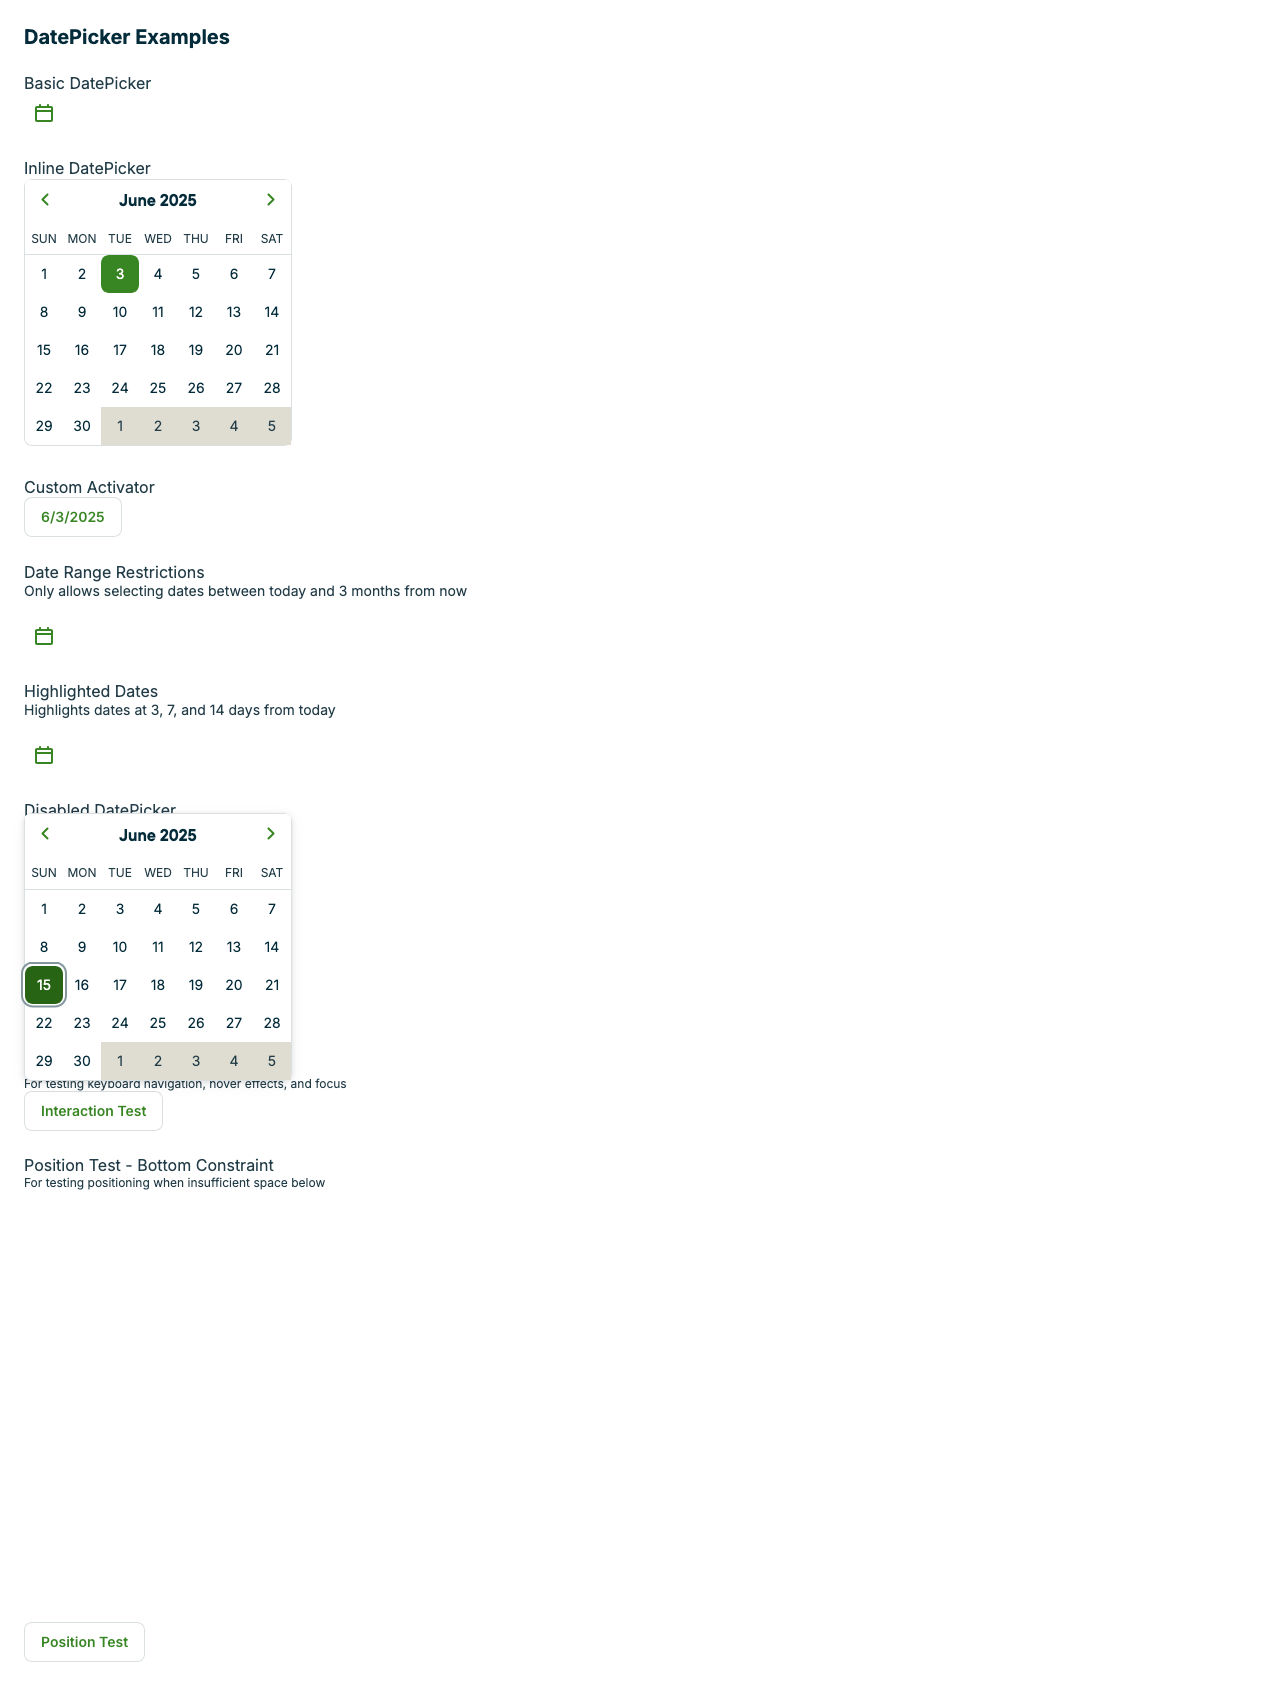 DatePicker Examples
Basic DatePicker
Inline DatePicker
June 2025
SUN MON TUE WED THU FRI SAT
1 2 3 4 5 6 7
8 9 10 11 12 13 14
15 16 17 18 19 20 21
22 23 24 25 26 27 28
29 30 1 2 3 4 5
Custom Activator
6/3/2025
Date Range Restrictions
Only allows selecting dates between today and 3 months from now
Highlighted Dates
Highlights dates at 3, 7, and 14 days from today
Disabled DatePicker
June 2025
SUN MON TUE WED THU FRI SAT
1 2 3 4 5 6 7
8 9 10 11 12 13 14
15 16 17 18 19 20 21
22 23 24 25 26 27 28
29 30 1 2 3 4 5
For testing keyboard navigation, hover effects, and focus
Interaction Test
Position Test - Bottom Constraint
For testing positioning when insufficient space below
Position Test